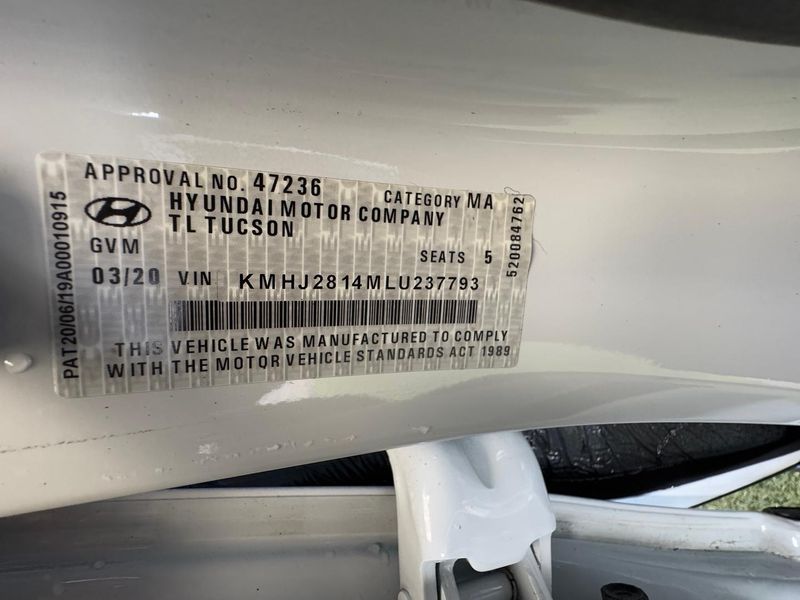 APPROVAL NO. 47236
CATEGORY MA
HYUNDAI MOTOR COMPANY
TL TUCSON
GVM
SEATS 5
03/20 VIN KMHJ2814MLU237793
THIS VEHICLE WAS MANUFACTURED TO COMPLY
WITH THE MOTOR VEHICLE STANDARDS ACT 1989
PAT20/06/19A00010915
520084762